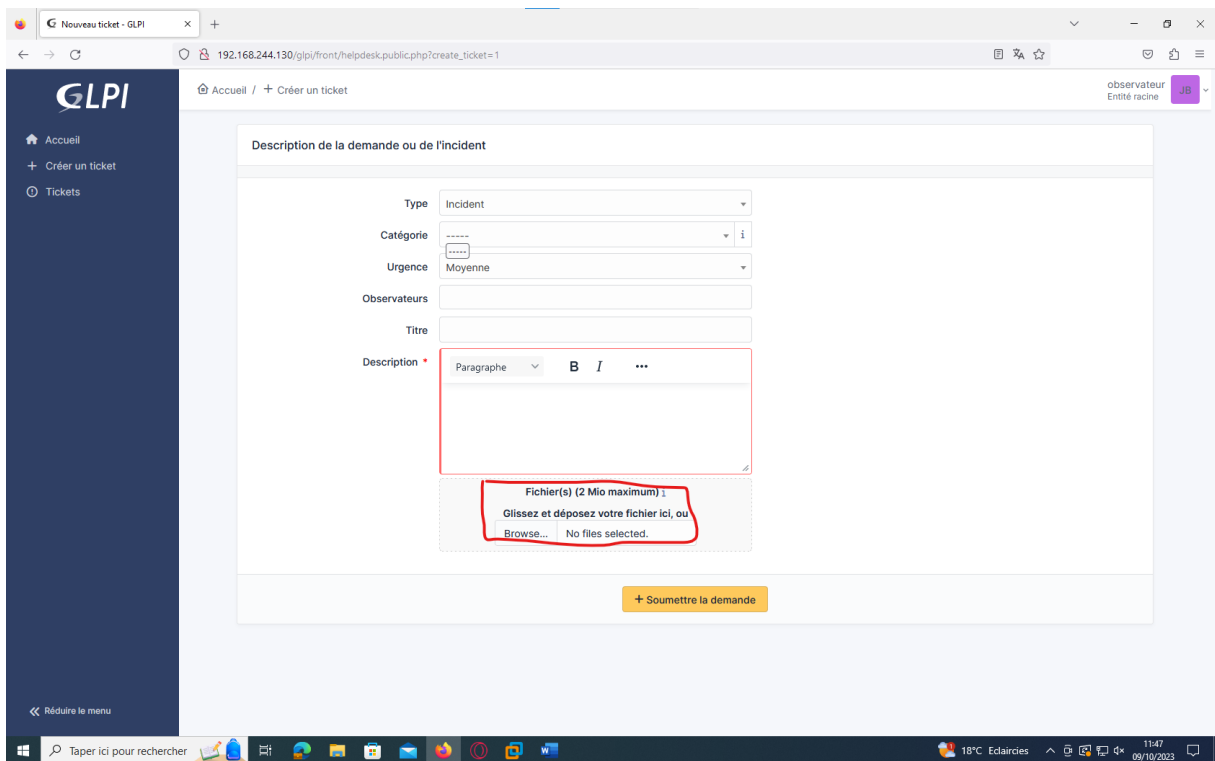 Nouveau ticket - GLPI
192.168.244.130/glpi/front/helpdesk.public.php?create_ticket=1
GLPI
Accueil / + Créer un ticket
observateur
Entité racine
JB
Accueil
+ Créer un ticket
Tickets
Description de la demande ou de l'incident
Type Incident
Catégorie -----
i
-----
Urgence Moyenne
Observateurs
Titre
Description *
Paragraphe B I ...
Fichier(s) (2 Mio maximum) i
Glissez et déposez votre fichier ici, ou
Browse... No files selected.
+ Soumettre la demande
Réduire le menu
Taper ici pour rechercher
18°C Eclaircies
11:47
09/10/2023